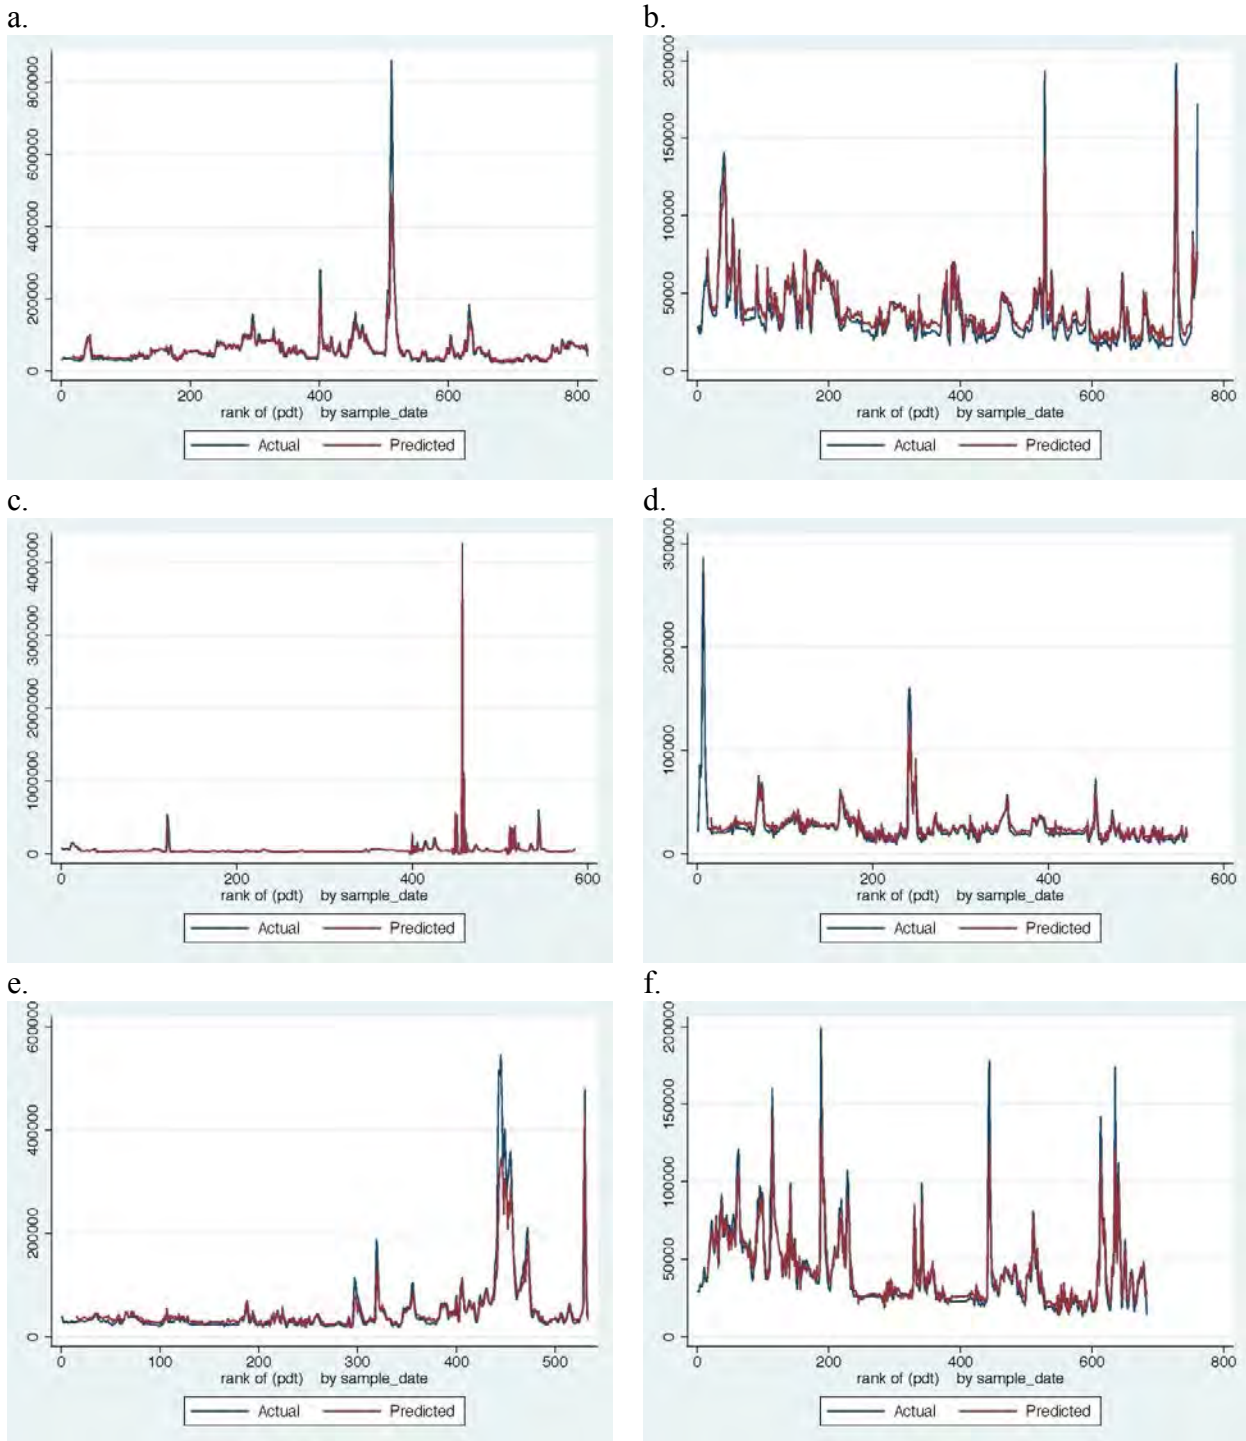 a.
800000
600000
400000
200000
0
0 200 400 600 800
rank of (pdt) by sample_date
Actual Predicted
b.
200000
150000
100000
50000
0
0 200 400 600 800
rank of (pdt) by sample_date
Actual Predicted
c.
4000000
3000000
2000000
1000000
0
0 200 400 600
rank of (pdt) by sample_date
Actual Predicted
d.
300000
200000
100000
0
0 200 400 600
rank of (pdt) by sample_date
Actual Predicted
e.
600000
400000
200000
0
0 100 200 300 400 500
rank of (pdt) by sample_date
Actual Predicted
f.
200000
150000
100000
50000
0
0 200 400 600 800
rank of (pdt) by sample_date
Actual Predicted